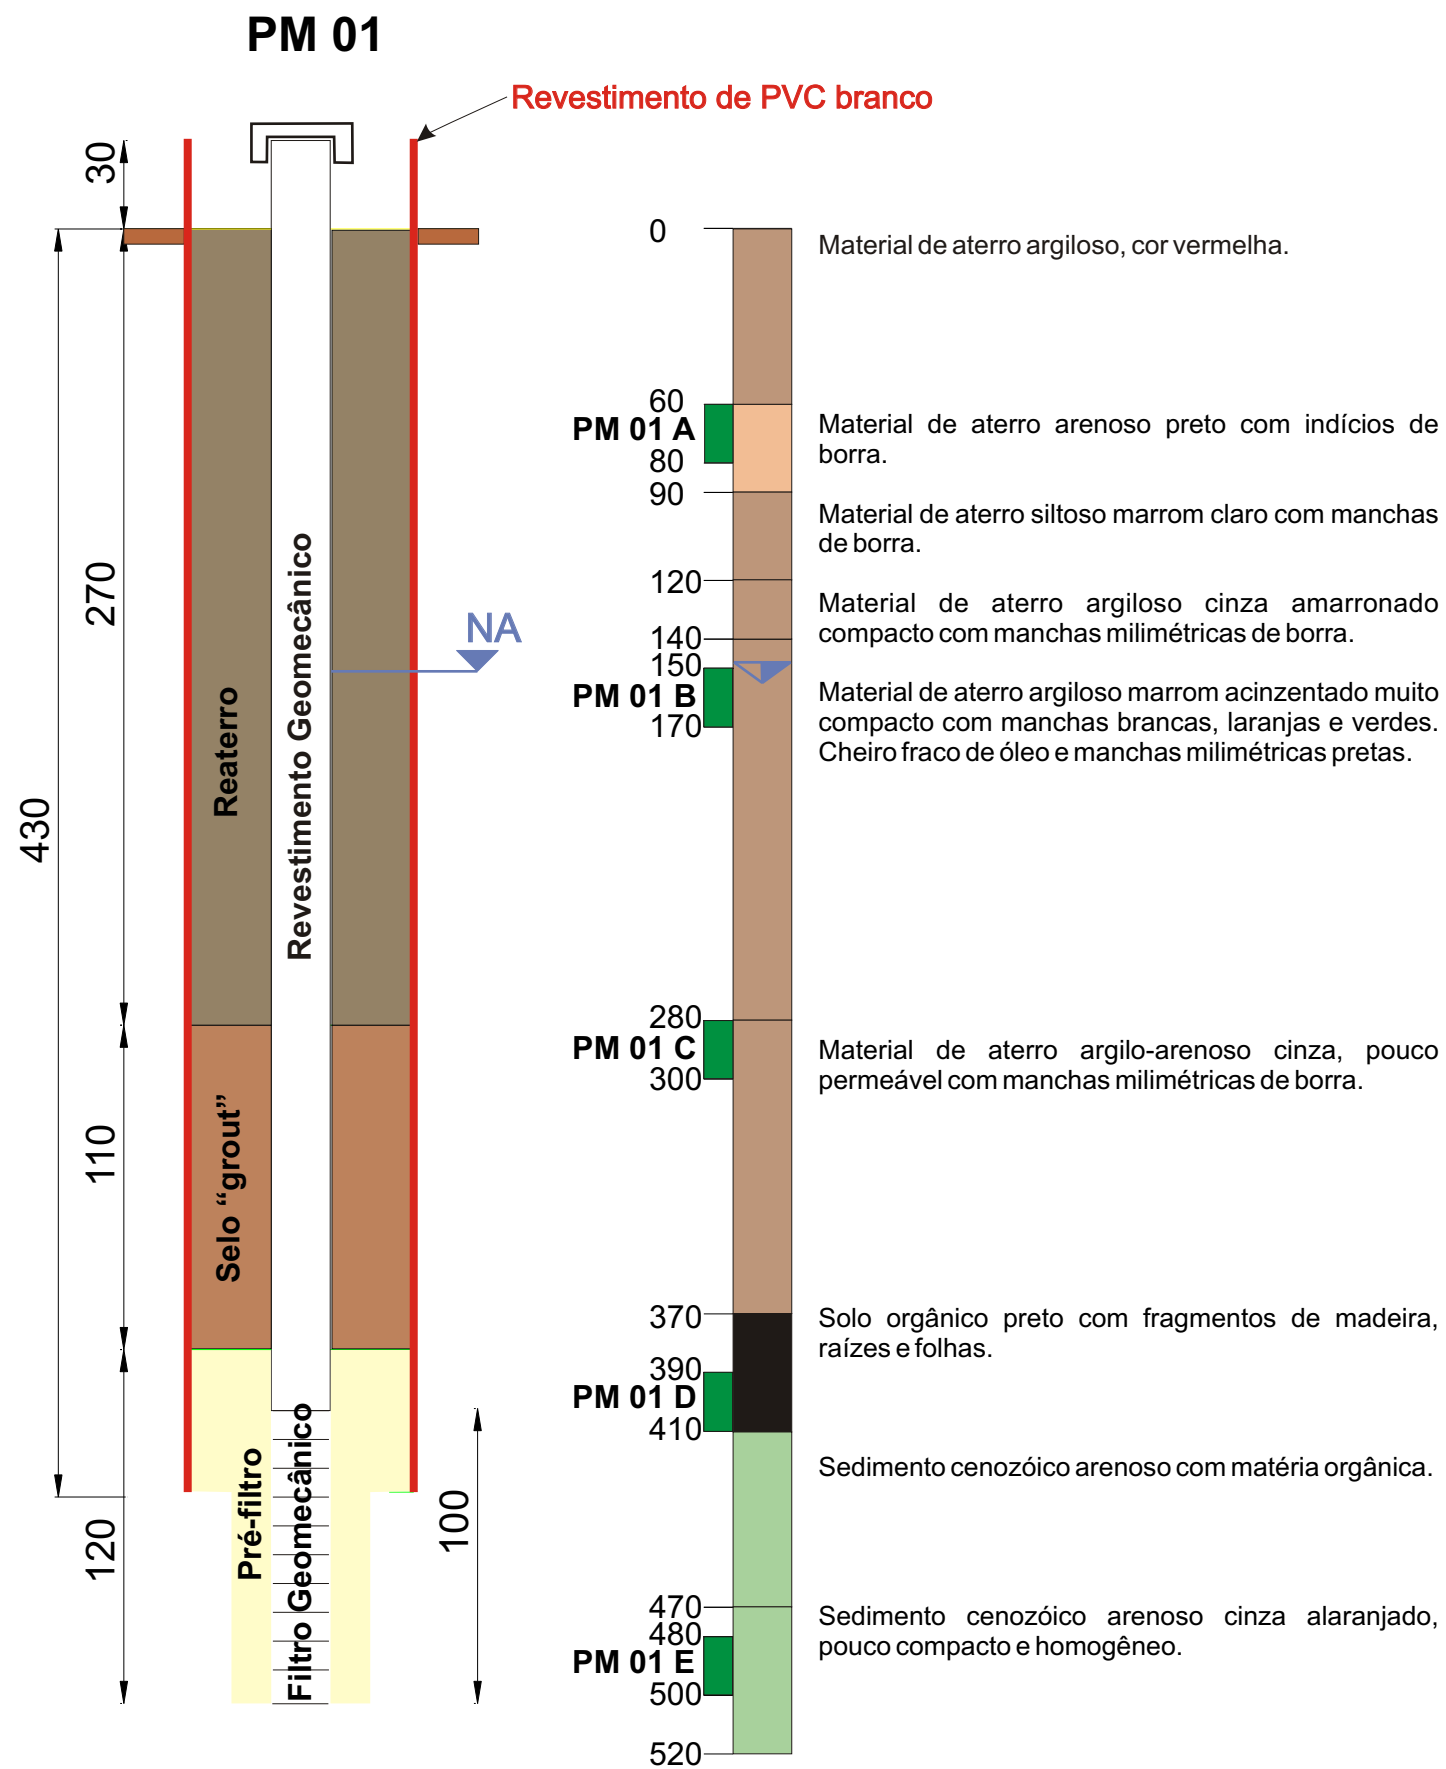 PM 01
Revestimento de PVC branco
30
270
430
110
120
100
Reaterro
Revestimento Geomecânico
NA
Selo “grout”
Pré-filtro
Filtro Geomecânico
0
60
PM 01 A
80
90
120
140
150
PM 01 B
170
280
PM 01 C
300
370
390
PM 01 D
410
470
480
PM 01 E
500
520
Material de aterro argiloso, cor vermelha.
Material de aterro arenoso preto com indícios de
borra.
Material de aterro siltoso marrom claro com manchas
de borra.
Material de aterro argiloso cinza amarronado
compacto com manchas milimétricas de borra.
Material de aterro argiloso marrom acinzentado muito
compacto com manchas brancas, laranjas e verdes.
Cheiro fraco de óleo e manchas milimétricas pretas.
Material de aterro argilo-arenoso cinza, pouco
permeável com manchas milimétricas de borra.
Solo orgânico preto com fragmentos de madeira,
raízes e folhas.
Sedimento cenozóico arenoso com matéria orgânica.
Sedimento cenozóico arenoso cinza alaranjado,
pouco compacto e homogêneo.